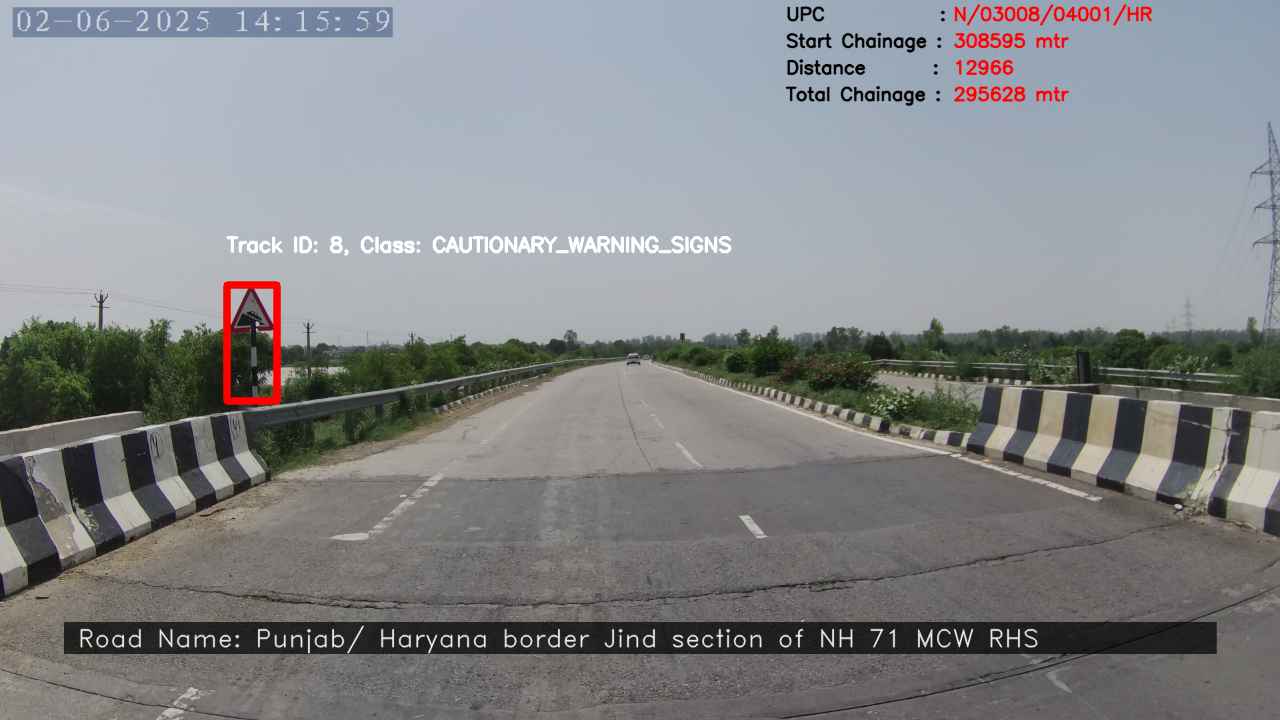 02-06-2025 14:15:59
UPC : N/03008/04001/HR
Start Chainage : 308595 mtr
Distance : 12966
Total Chainage : 295628 mtr
Track ID: 8, Class: CAUTIONARY_WARNING_SIGNS
Road Name: Punjab/ Haryana border Jind section of NH 71 MCW RHS